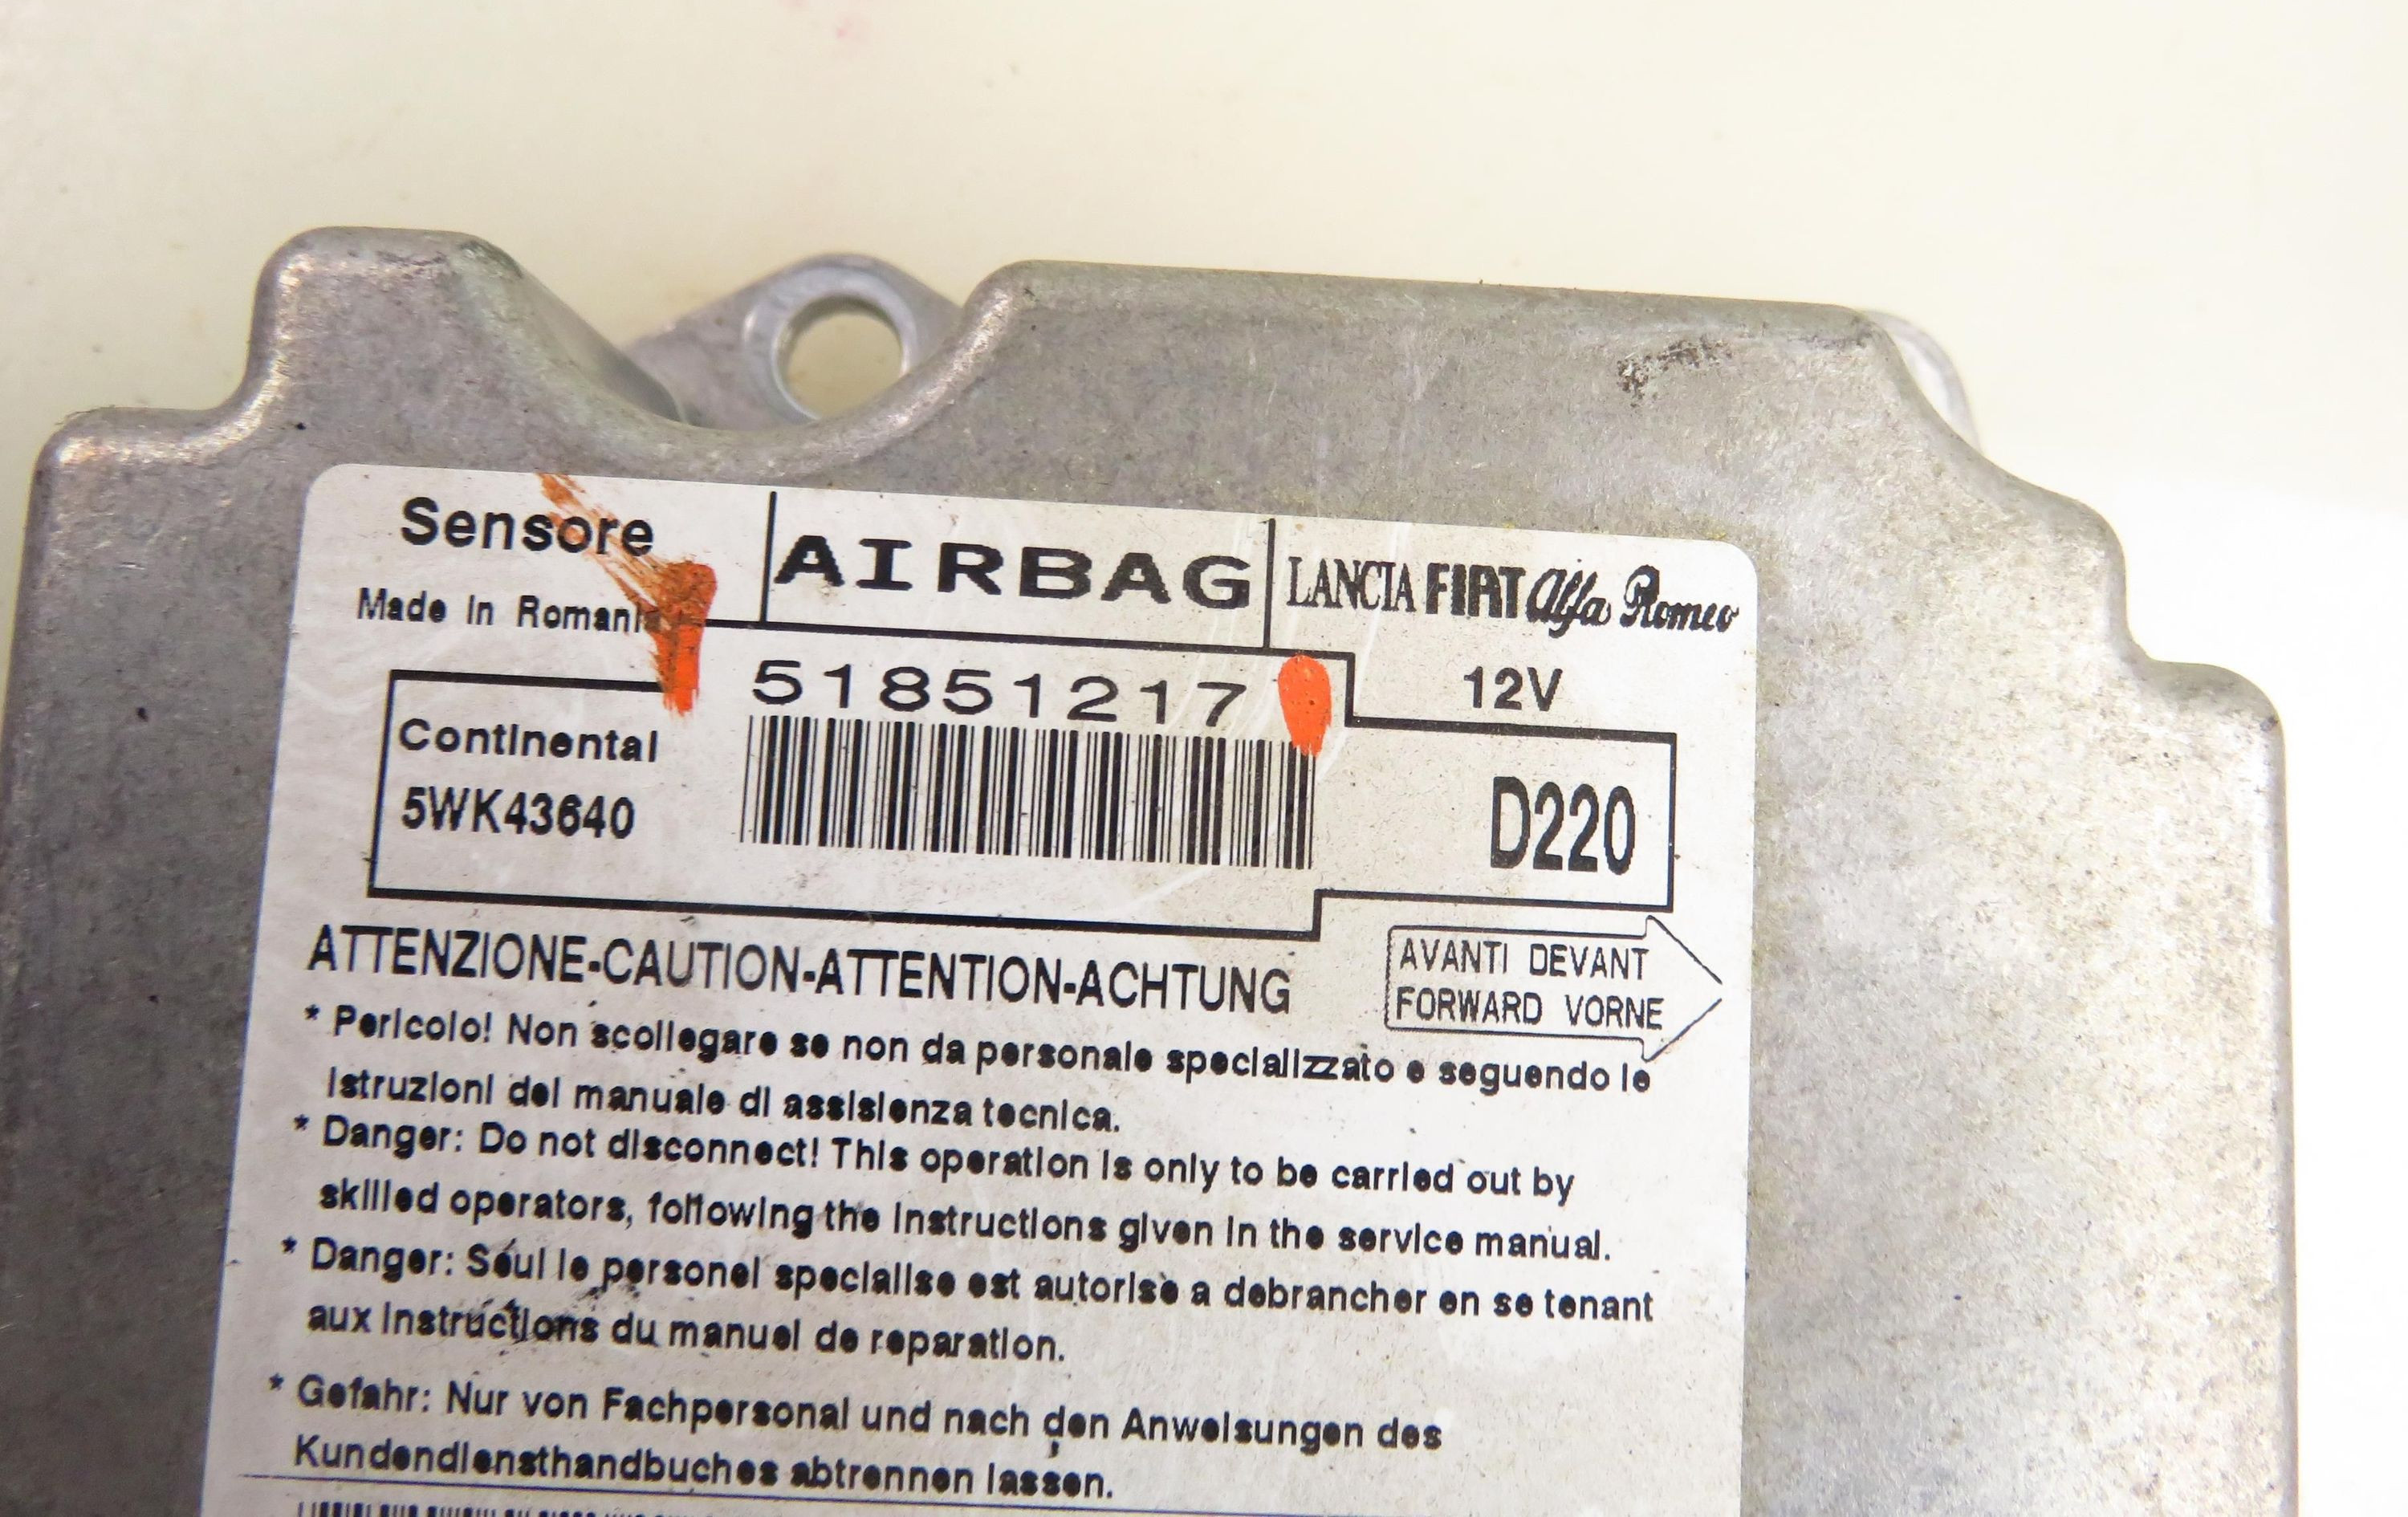 Sensore
Made in Romania
AIRBAG
LANCIA FIAT Alfa Romeo
51851217
12V
Continental
5WK43640
D220
ATTENZIONE-CAUTION-ATTENTION-ACHTUNG
AVANTI DEVANT
FORWARD VORNE
* Pericolo! Non scollegare se non da personale specializzato e seguendo le
istruzioni del manuale di assistenza tecnica.
* Danger: Do not disconnect! This operation is only to be carried out by
skilled operators, following the instructions given in the service manual.
* Danger: Seul le personel specialise est autorise a debrancher en se tenant
aux instructions du manuel de reparation.
* Gefahr: Nur von Fachpersonal und nach den Anweisungen des
Kundendiensthandbuches abtrennen lassen.